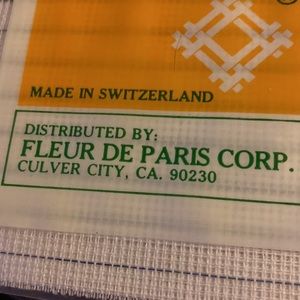 MADE IN SWITZERLAND
DISTRIBUTED BY:
FLEUR DE PARIS CORP.
CULVER CITY, CA. 90230